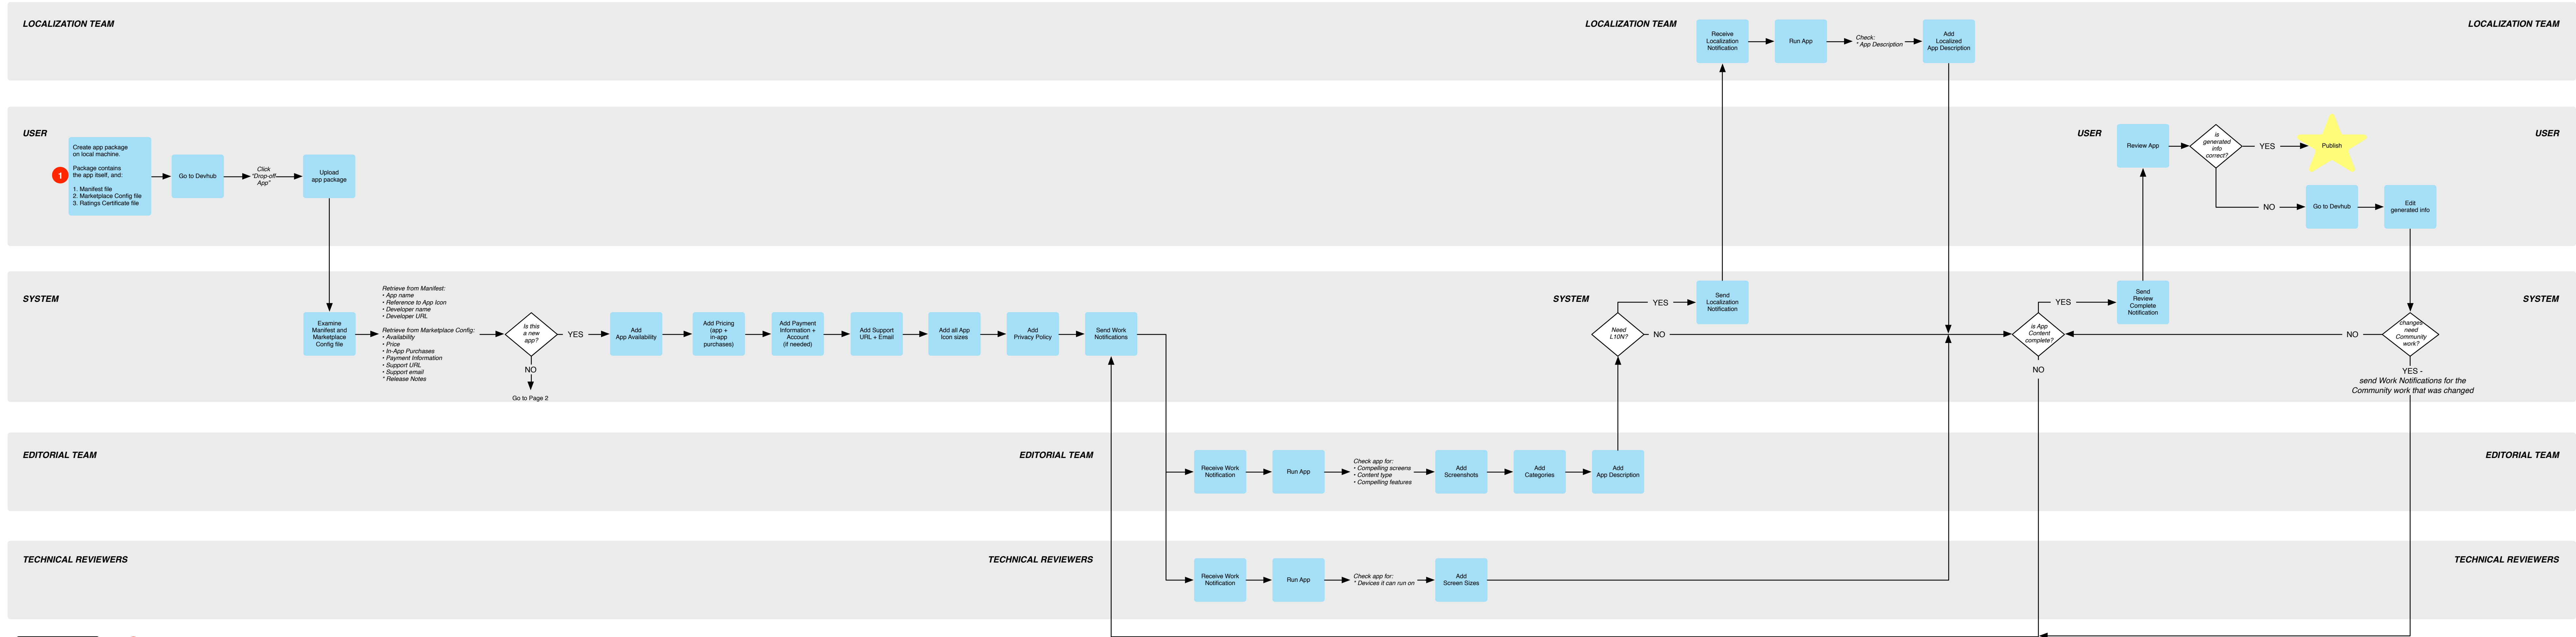 LOCALIZATION TEAM
LOCALIZATION TEAM
LOCALIZATION TEAM
Receive
Localization
Notification
Run App
Check:
* App Description
Add
Localized
App Description
USER
USER
USER
1
Create app package
on local machine.
Package contains
the app itself, and:
1. Manifest file
2. Marketplace Config file
3. Ratings Certificate file
Go to Devhub
Click
"Drop-off
App"
Upload
app package
Review App
is
generated
info
correct?
YES
Publish
NO
Go to Devhub
Edit
generated info
SYSTEM
SYSTEM
SYSTEM
Examine
Manifest and
Marketplace
Config file
Retrieve from Manifest:
• App name
• Reference to App Icon
• Developer name
• Developer URL
Retrieve from Marketplace Config:
• Availability
• Price
• In-App Purchases
• Payment Information
• Support URL
• Support email
* Release Notes
Is this
a new
app?
YES
NO
Go to Page 2
Add
App Availability
Add Pricing
(app +
in-app
purchases)
Add Payment
Information +
Account
(if needed)
Add Support
URL + Email
Add all App
Icon sizes
Add
Privacy Policy
Send Work
Notifications
Need
L10N?
YES
NO
Send
Localization
Notification
is App
Content
complete?
YES
NO
Send
Review
Complete
Notification
changes
need
Community
work?
NO
YES -
send Work Notifications for the
Community work that was changed
EDITORIAL TEAM
EDITORIAL TEAM
EDITORIAL TEAM
Receive Work
Notification
Run App
Check app for:
• Compelling screens
• Content type
• Compelling features
Add
Screenshots
Add
Categories
Add
App Description
TECHNICAL REVIEWERS
TECHNICAL REVIEWERS
TECHNICAL REVIEWERS
Receive Work
Notification
Run App
Check app for:
* Devices it can run on
Add
Screen Sizes